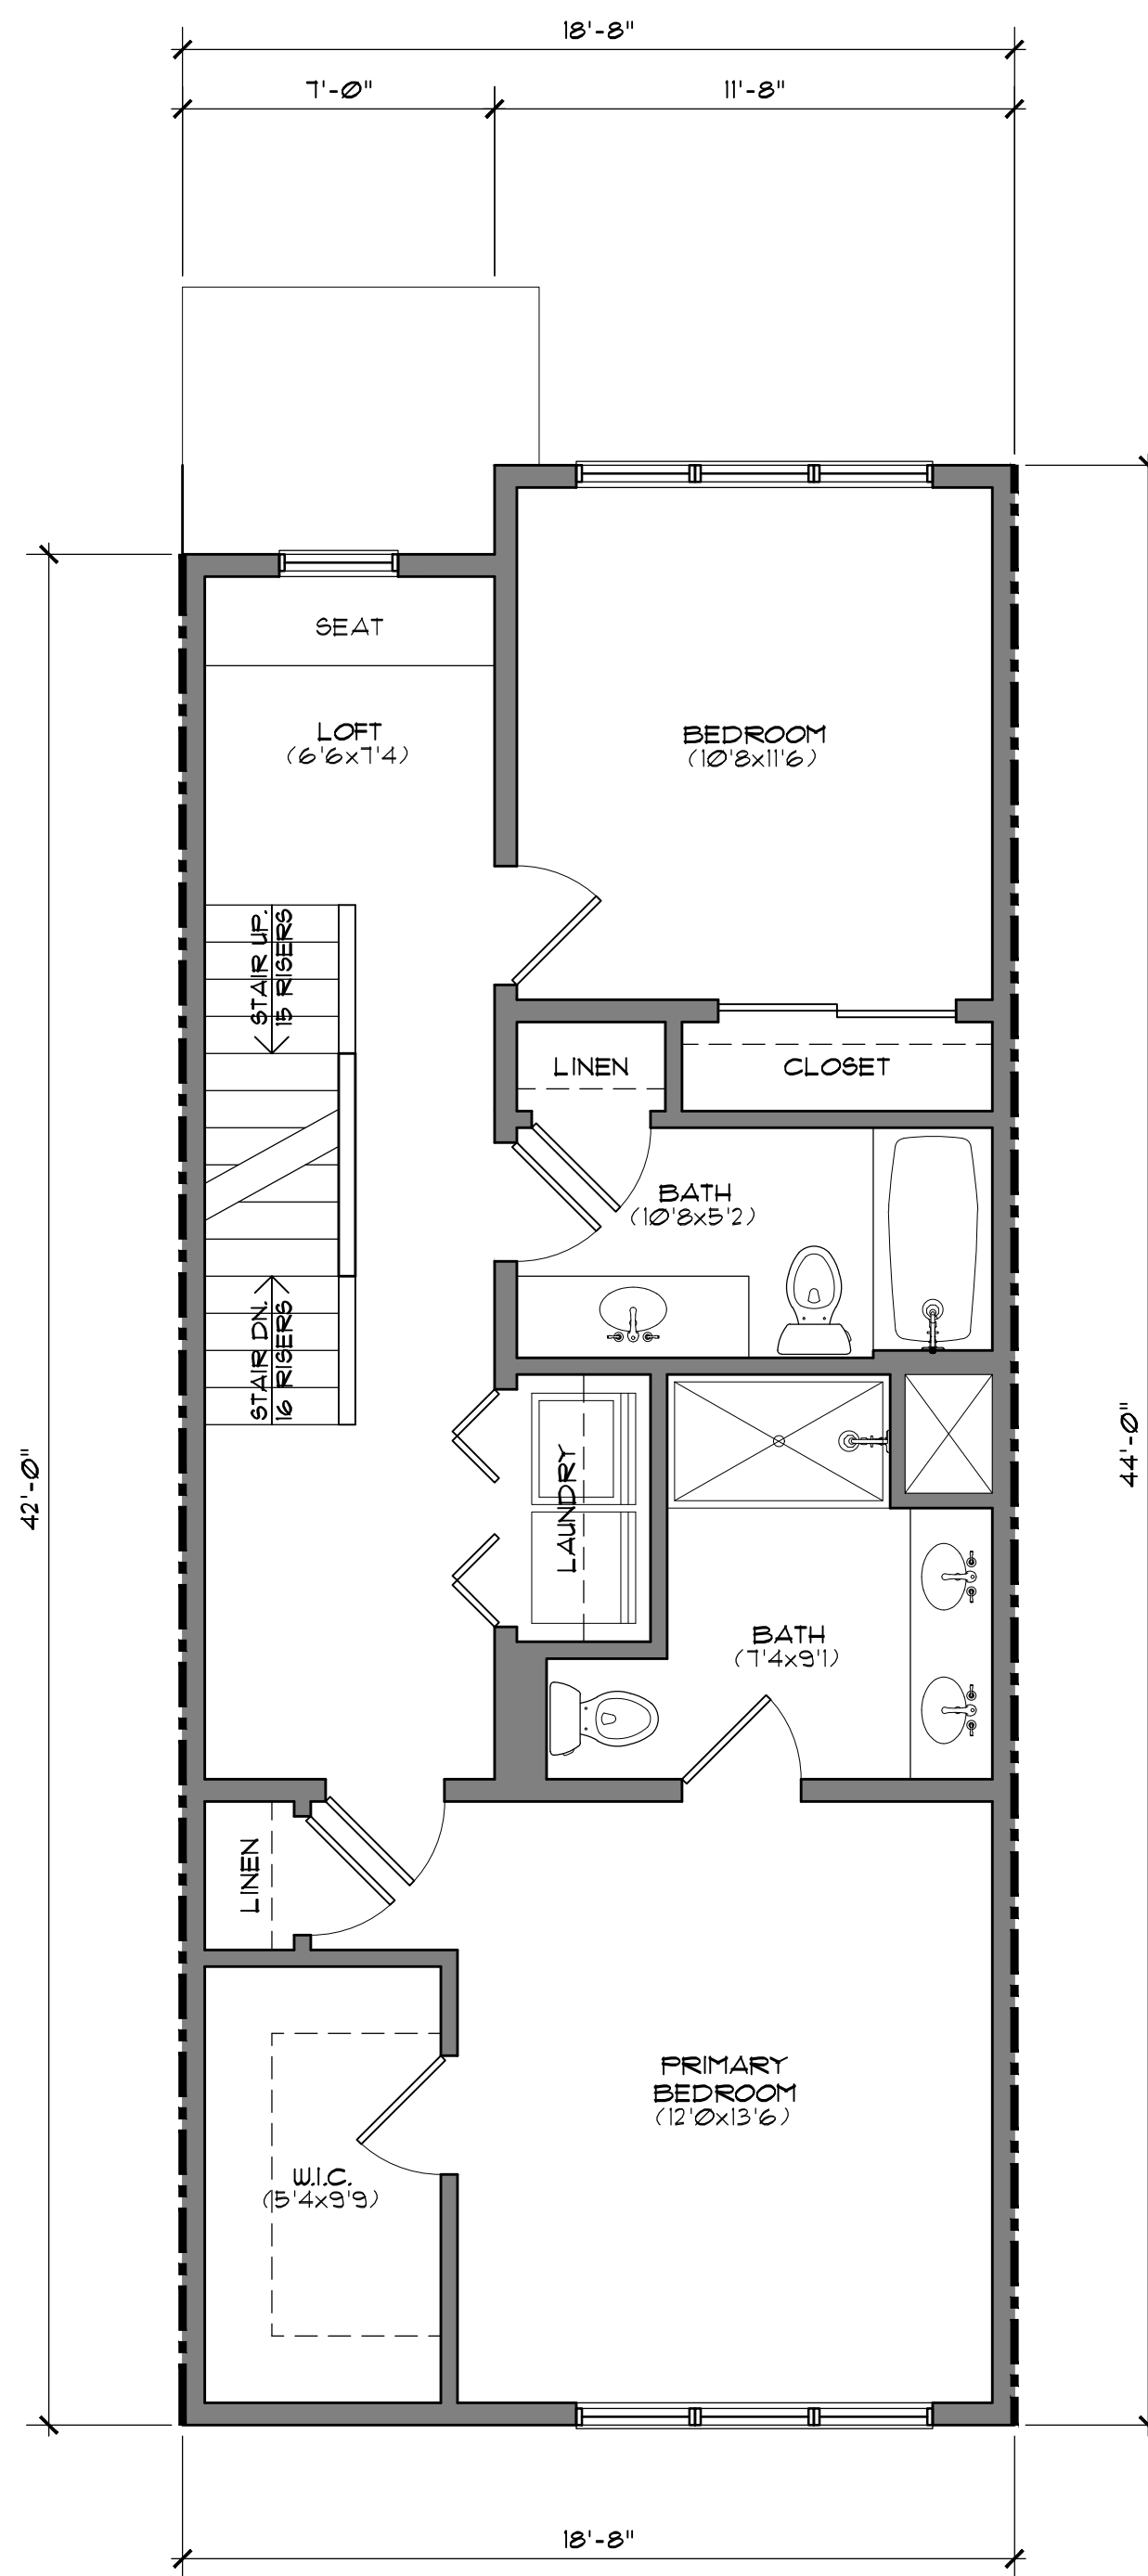 18'-8"
7'-0" 11'-8"
SEAT
LOFT
(6'6x7'4)
BEDROOM
(10'8x11'6)
STAIR UP.
15 RISERS
LINEN
CLOSET
BATH
(10'8x5'2)
STAIR DN.
16 RISERS
42'-0"
44'-0"
LAUNDRY
BATH
(7'4x9'1)
LINEN
PRIMARY
BEDROOM
(12'0x13'6)
W.I.C.
(5'4x9'9)
18'-8"